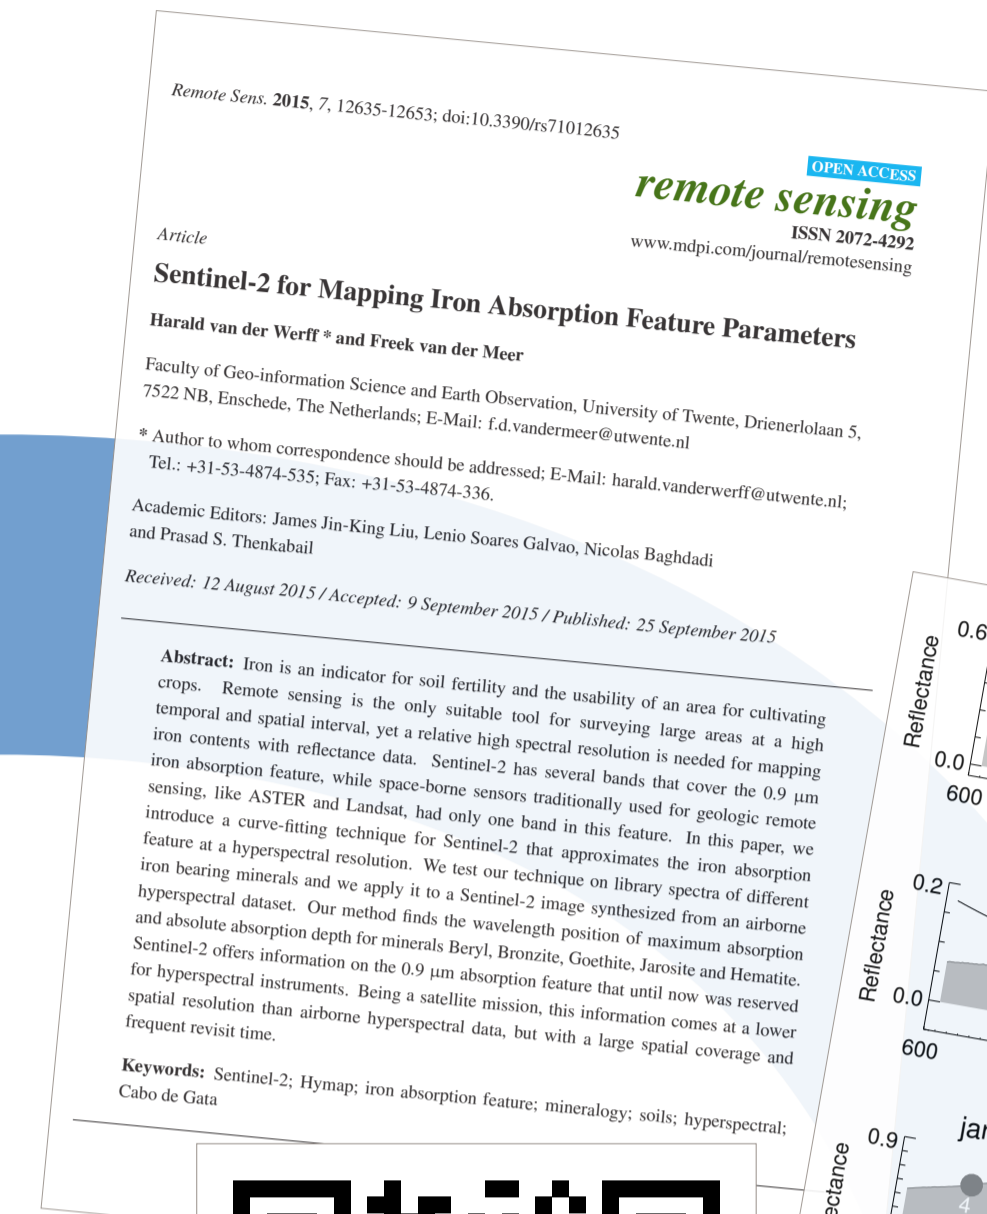 Remote Sens. 2015, 7, 12635-12653; doi:10.3390/rs71012635
OPEN ACCESS
remote sensing
ISSN 2072-4292
www.mdpi.com/journal/remotesensing
Article
Sentinel-2 for Mapping Iron Absorption Feature Parameters
Harald van der Werff * and Freek van der Meer
Faculty of Geo-information Science and Earth Observation, University of Twente, Drienerlolaan 5,
7522 NB, Enschede, The Netherlands; E-Mail: f.d.vandermeer@utwente.nl
* Author to whom correspondence should be addressed; E-Mail: harald.vanderwerff@utwente.nl;
Tel.: +31-53-4874-535; Fax: +31-53-4874-336.
Academic Editors: James Jin-King Liu, Lenio Soares Galvao, Nicolas Baghdadi
and Prasad S. Thenkabail
Received: 12 August 2015 / Accepted: 9 September 2015 / Published: 25 September 2015
Abstract: Iron is an indicator for soil fertility and the usability of an area for cultivating
crops. Remote sensing is the only suitable tool for surveying large areas at a high
temporal and spatial interval, yet a relative high spectral resolution is needed for mapping
iron contents with reflectance data. Sentinel-2 has several bands that cover the 0.9 μm
iron absorption feature, while space-borne sensors traditionally used for geologic remote
sensing, like ASTER and Landsat, had only one band in this feature. In this paper, we
introduce a curve-fitting technique for Sentinel-2 that approximates the iron absorption
feature at a hyperspectral resolution. We test our technique on library spectra of different
iron bearing minerals and we apply it to a Sentinel-2 image synthesized from an airborne
hyperspectral dataset. Our method finds the wavelength position of maximum absorption
and absolute absorption depth for minerals Beryl, Bronzite, Goethite, Jarosite and Hematite.
Sentinel-2 offers information on the 0.9 μm absorption feature that until now was reserved
for hyperspectral instruments. Being a satellite mission, this information comes at a lower
spatial resolution than airborne hyperspectral data, but with a large spatial coverage and
frequent revisit time.
Keywords: Sentinel-2; Hymap; iron absorption feature; mineralogy; soils; hyperspectral;
Cabo de Gata
0.6
Reflectance
0.0
600
0.2
Reflectance
0.0
600
0.9
jar
ectance
4